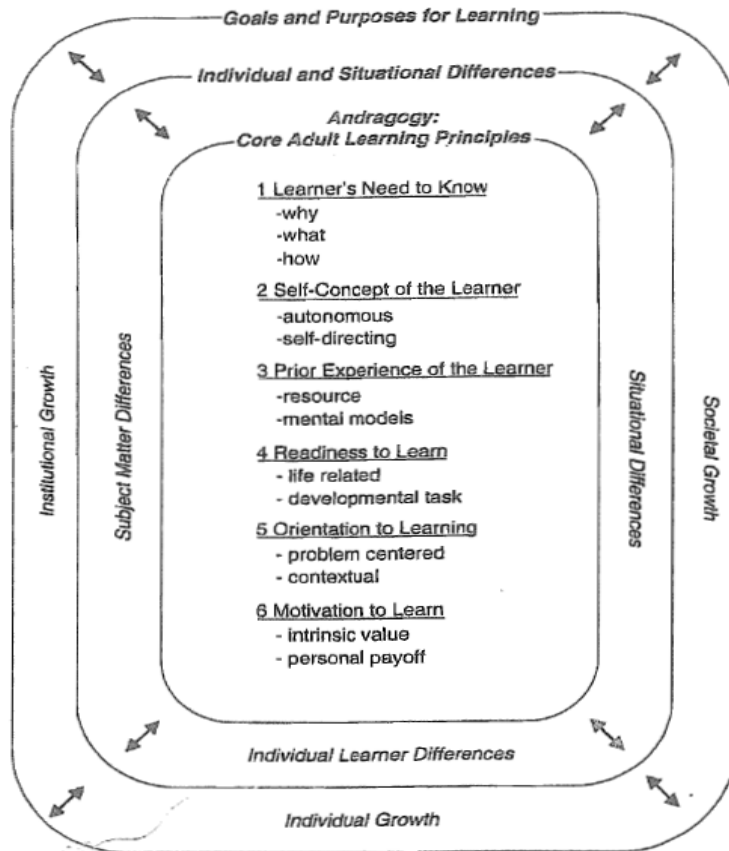 Goals and Purposes for Learning
Individual and Situational Differences
Andragogy:
Core Adult Learning Principles
1 Learner's Need to Know
-why
-what
-how
2 Self-Concept of the Learner
-autonomous
-self-directing
3 Prior Experience of the Learner
-resource
-mental models
4 Readiness to Learn
- life related
- developmental task
5 Orientation to Learning
- problem centered
- contextual
6 Motivation to Learn
- intrinsic value
- personal payoff
Institutional Growth
Subject Matter Differences
Situational Differences
Societal Growth
Individual Learner Differences
Individual Growth